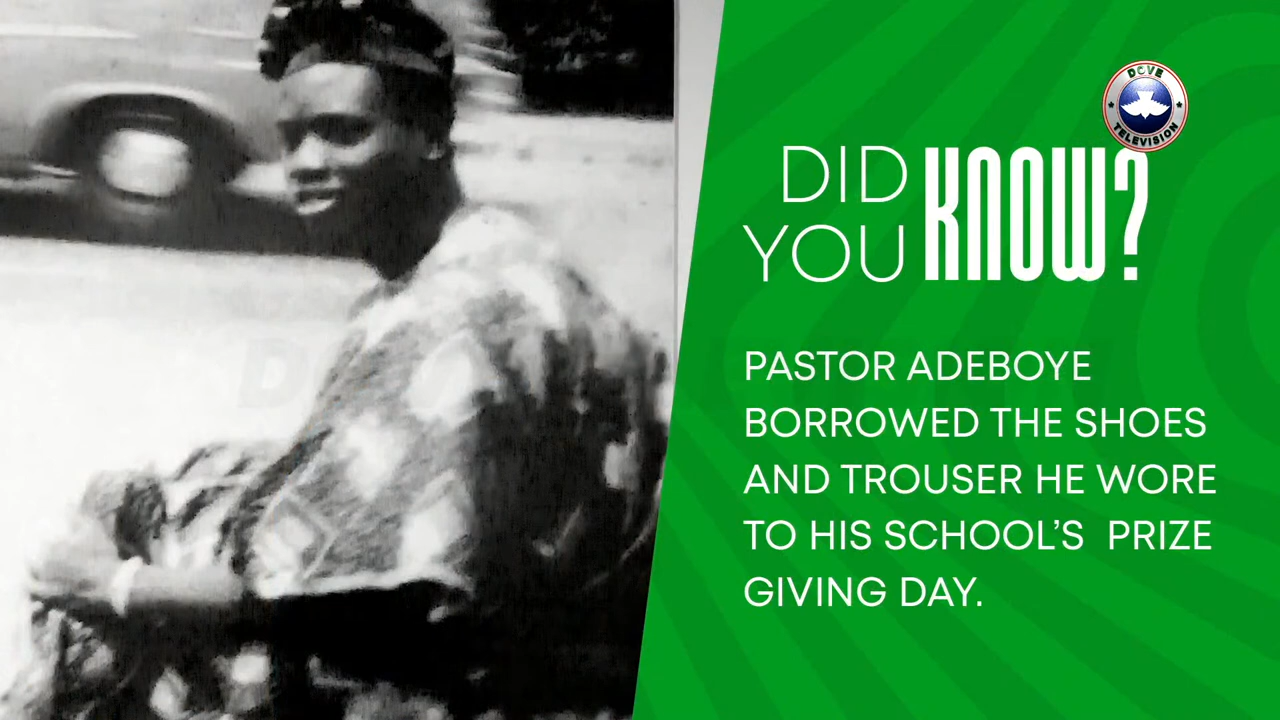 DOVE
TELEVISION
DID
YOU
KNOW?
PASTOR ADEBOYE
BORROWED THE SHOES
AND TROUSER HE WORE
TO HIS SCHOOL’S  PRIZE
GIVING DAY.